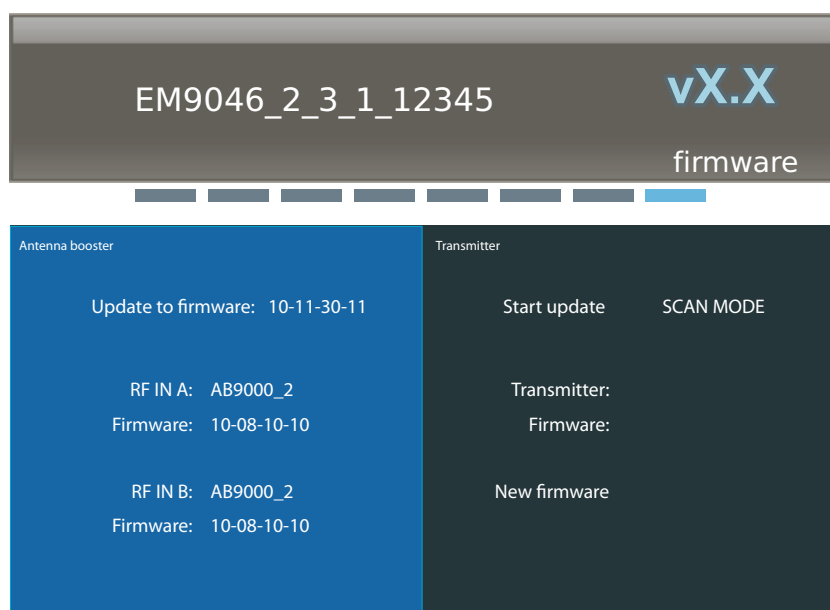 EM9046_2_3_1_12345
vX.X
firmware
Antenna booster
Update to firmware: 10-11-30-11
RF IN A: AB9000_2
Firmware: 10-08-10-10
RF IN B: AB9000_2
Firmware: 10-08-10-10
Transmitter
Start update SCAN MODE
Transmitter:
Firmware:
New firmware